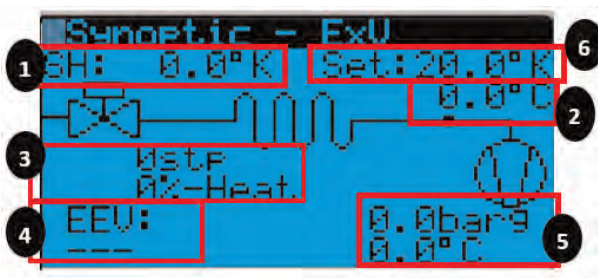 Synoptic - ExV
1 SH: 0.0°K Set:20.0°K 6
0.0°C 2
3 0stp
0%-Heat
4 EEV: 0.0barg 5
--- 0.0°C